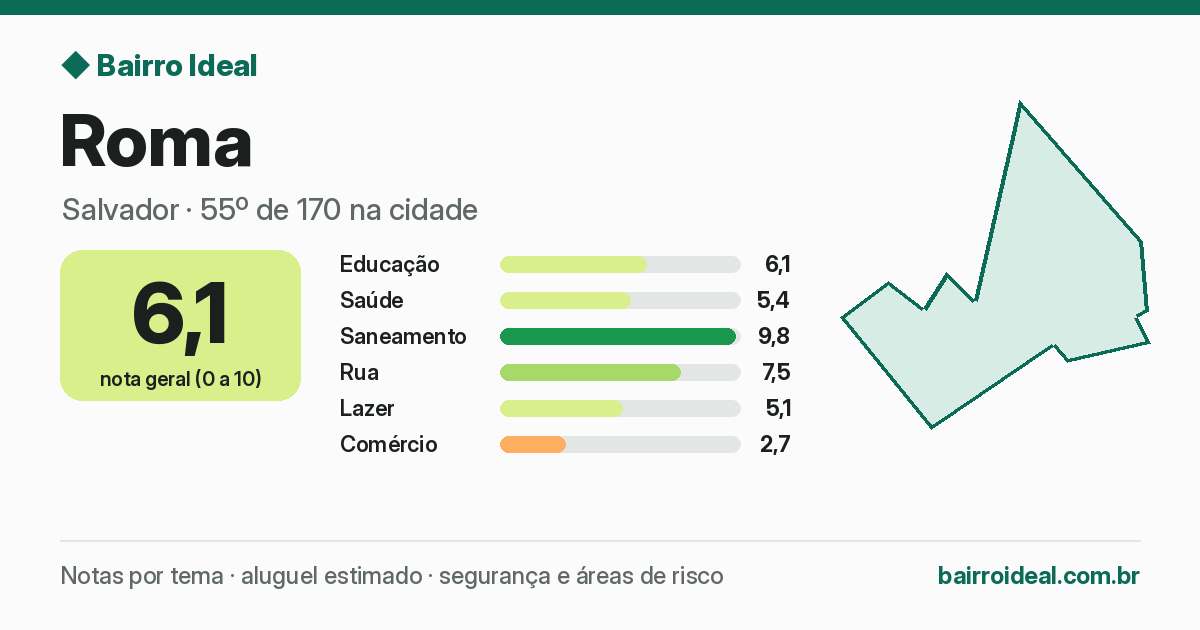 Bairro Ideal
Roma
Salvador · 55º de 170 na cidade
6,1
nota geral (0 a 10)
Educação 6,1
Saúde 5,4
Saneamento 9,8
Rua 7,5
Lazer 5,1
Comércio 2,7
Notas por tema · aluguel estimado · segurança e áreas de risco
bairroideal.com.br